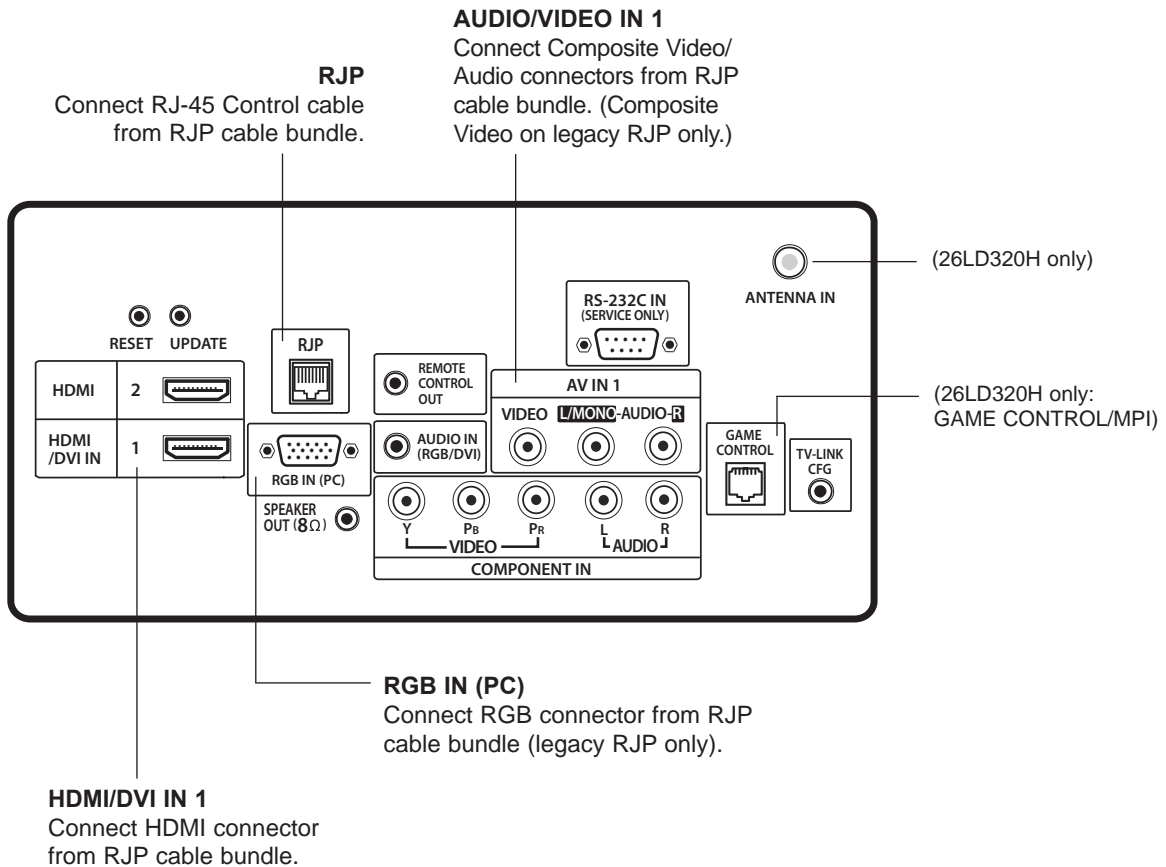 AUDIO/VIDEO IN 1
Connect Composite Video/
Audio connectors from RJP
cable bundle. (Composite
Video on legacy RJP only.)
RJP
Connect RJ-45 Control cable
from RJP cable bundle.
(26LD320H only)
ANTENNA IN
RS-232C IN
(SERVICE ONLY)
RESET UPDATE
RJP
HDMI 2
HDMI
/DVI IN 1
REMOTE
CONTROL
OUT
AV IN 1
VIDEO L/MONO-AUDIO-R
(26LD320H only:
GAME CONTROL/MPI)
GAME
CONTROL
TV-LINK
CFG
AUDIO IN
(RGB/DVI)
RGB IN (PC)
SPEAKER
OUT (8Ω)
Y PB PR L R
VIDEO AUDIO
COMPONENT IN
RGB IN (PC)
Connect RGB connector from RJP
cable bundle (legacy RJP only).
HDMI/DVI IN 1
Connect HDMI connector
from RJP cable bundle.